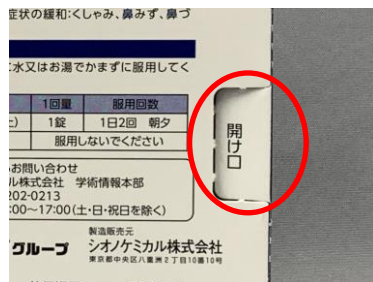 症状の緩和:くしゃみ、鼻みず、鼻づ
水又はお湯でかまずに服用してく
1回量 服用回数
1錠 1日2回 朝夕
服用しないでください
お問い合わせ
ル株式会社 学術情報本部
202-0213
:00~17:00(土・日・祝日を除く)
製造販売元
グループ シオノケミカル株式会社
東京都中央区八重洲2丁目10番10号
開け口